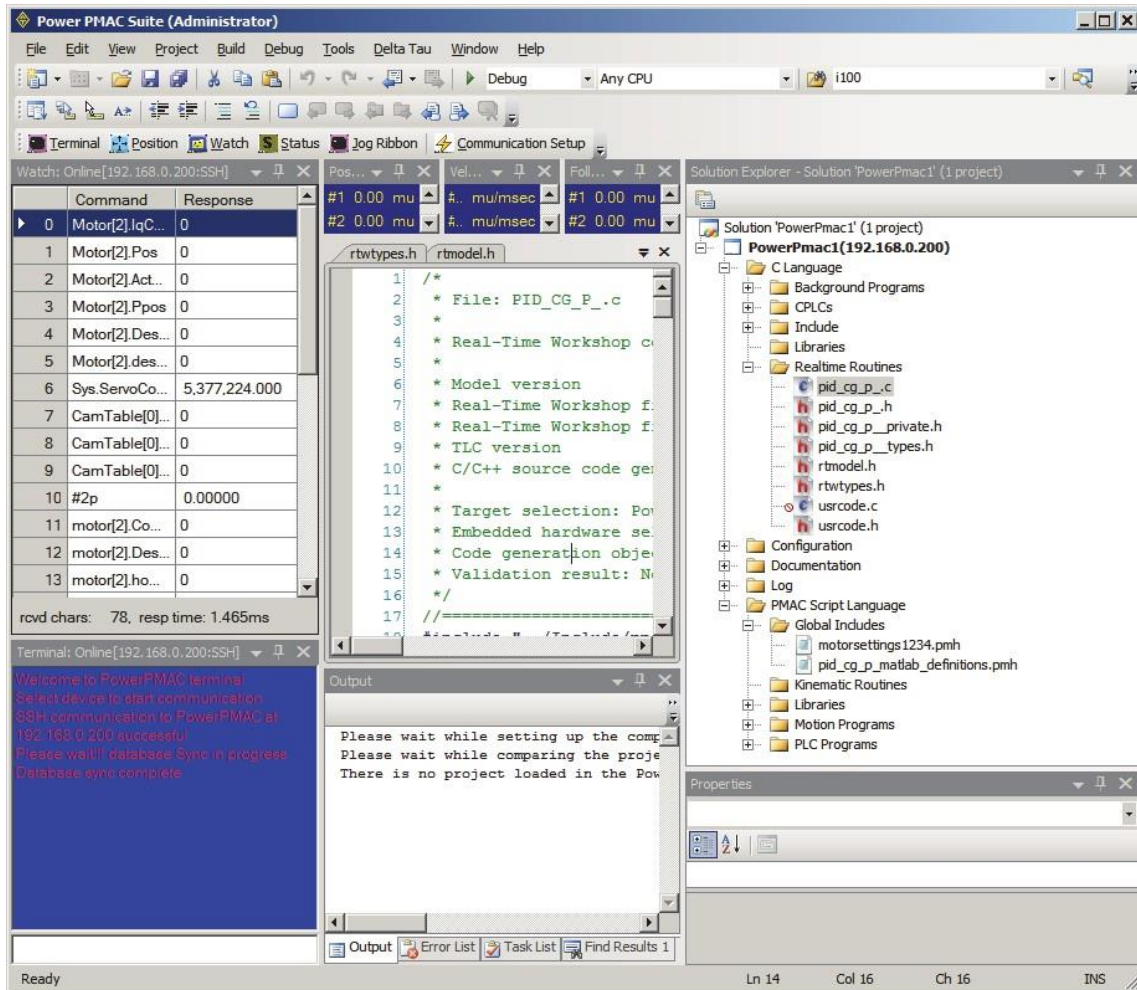 Power PMAC Suite (Administrator)
File Edit View Project Build Debug Tools Delta Tau Window Help
Debug Any CPU i100
Terminal Position Watch Status Jog Ribbon Communication Setup
Watch: Online[192.168.0.200:SSH]
Command Response
0 Motor[2].IqC... 0
1 Motor[2].Pos 0
2 Motor[2].Act... 0
3 Motor[2].Ppos 0
4 Motor[2].Des... 0
5 Motor[2].des... 0
6 Sys.ServoCo... 5,377,224.000
7 CamTable[0]... 0
8 CamTable[0]... 0
9 CamTable[0]... 0
10 #2p 0.00000
11 motor[2].Co... 0
12 motor[2].Des... 0
13 motor[2].ho... 0
rcvd chars: 78, resp time: 1.465ms
Terminal: Online[192.168.0.200:SSH]
Welcome to PowerPMAC terminal
Select device to start communication
SSH communication to PowerPMAC at
192.168.0.200 successful
Please wait!!! database Sync in progress
Database sync complete
Pos... Vel... Foll...
#1 0.00 mu #.. mu/msec #1 0.00 mu
#2 0.00 mu #.. mu/msec #2 0.00 mu
rtwtypes.h rtmodel.h
1 /*
2 * File: PID_CG_P_.c
3 *
4 * Real-Time Workshop co
5 *
6 * Model version
7 * Real-Time Workshop f
8 * Real-Time Workshop f
9 * TLC version
10 * C/C++ source code ge
11 *
12 * Target selection: Po
13 * Embedded hardware se
14 * Code generation obje
15 * Validation result: N
16 */
17 //========================
Output
Please wait while setting up the comp
Please wait while comparing the proje
There is no project loaded in the Pow
Output Error List Task List Find Results 1
Solution Explorer - Solution 'PowerPmac1' (1 project)
Solution 'PowerPmac1' (1 project)
PowerPmac1(192.168.0.200)
C Language
Background Programs
CPLCs
Include
Libraries
Realtime Routines
pid_cg_p_.c
pid_cg_p_.h
pid_cg_p__private.h
pid_cg_p__types.h
rtmodel.h
rtwtypes.h
usrcode.c
usrcode.h
Configuration
Documentation
Log
PMAC Script Language
Global Includes
motorsettings1234.pmh
pid_cg_p_matlab_definitions.pmh
Kinematic Routines
Libraries
Motion Programs
PLC Programs
Properties
Ready Ln 14 Col 16 Ch 16 INS